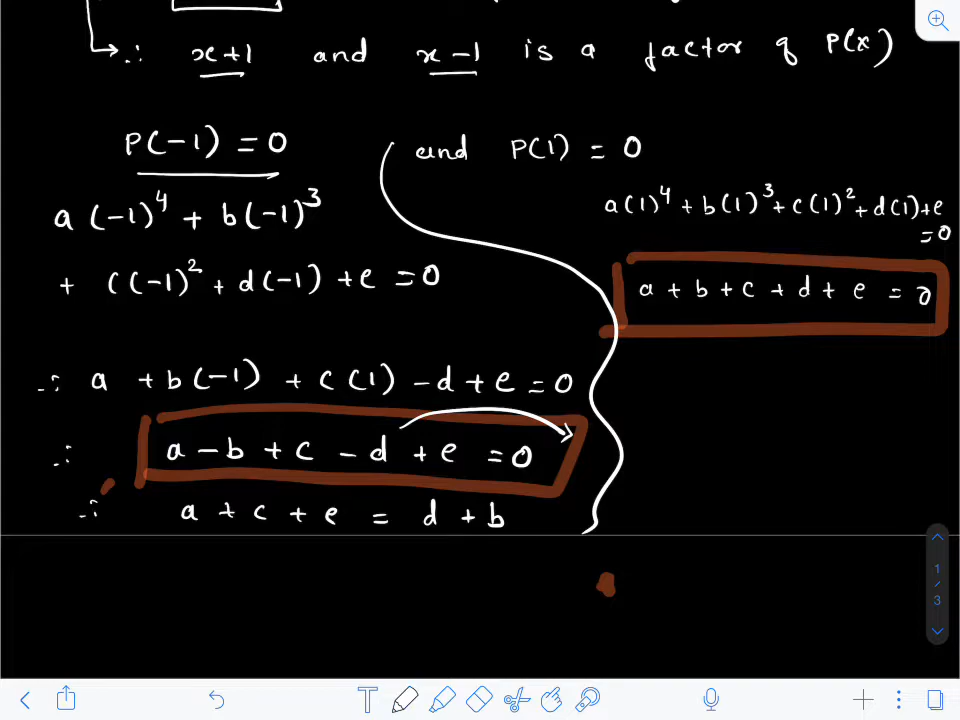 ∴ x+1 and x-1 is a factor of P(x)
P(-1) = 0
a(-1)⁴ + b(-1)³
+ c(-1)² + d(-1) + e = 0
∴ a + b(-1) + c(1) - d + e = 0
∴ a - b + c - d + e = 0
∴ a + c + e = d + b
and P(1) = 0
a(1)⁴ + b(1)³ + c(1)² + d(1) + e
= 0
a + b + c + d + e = 0
1
/
3
T